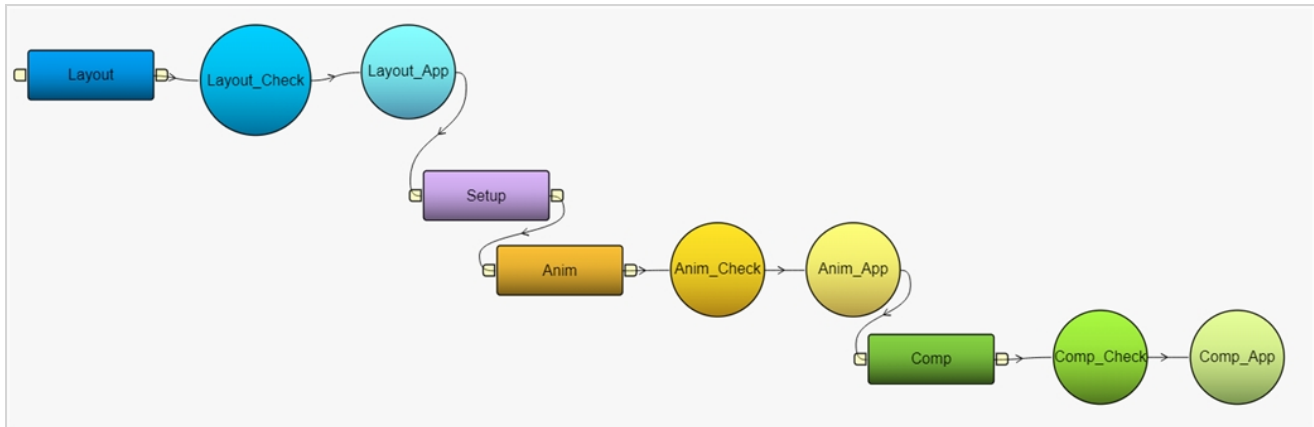 Layout
Layout_Check
Layout_App
Setup
Anim
Anim_Check
Anim_App
Comp
Comp_Check
Comp_App